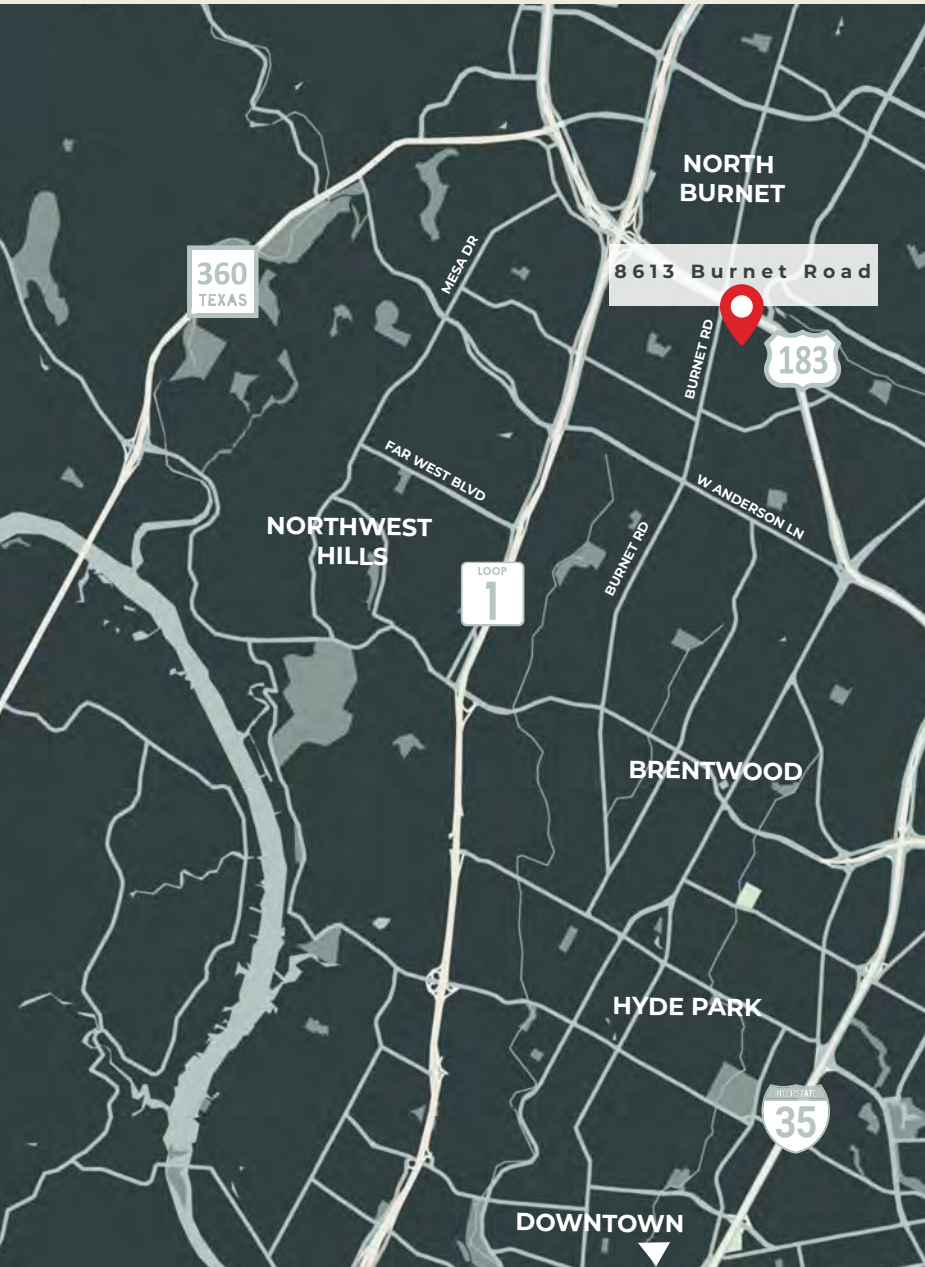 NORTH
BURNET
MESA DR
360
TEXAS
8613 Burnet Road
BURNET RD
183
FAR WEST BLVD
W ANDERSON LN
NORTHWEST
HILLS
BURNET RD
LOOP
1
BRENTWOOD
HYDE PARK
INTERSTATE
35
DOWNTOWN